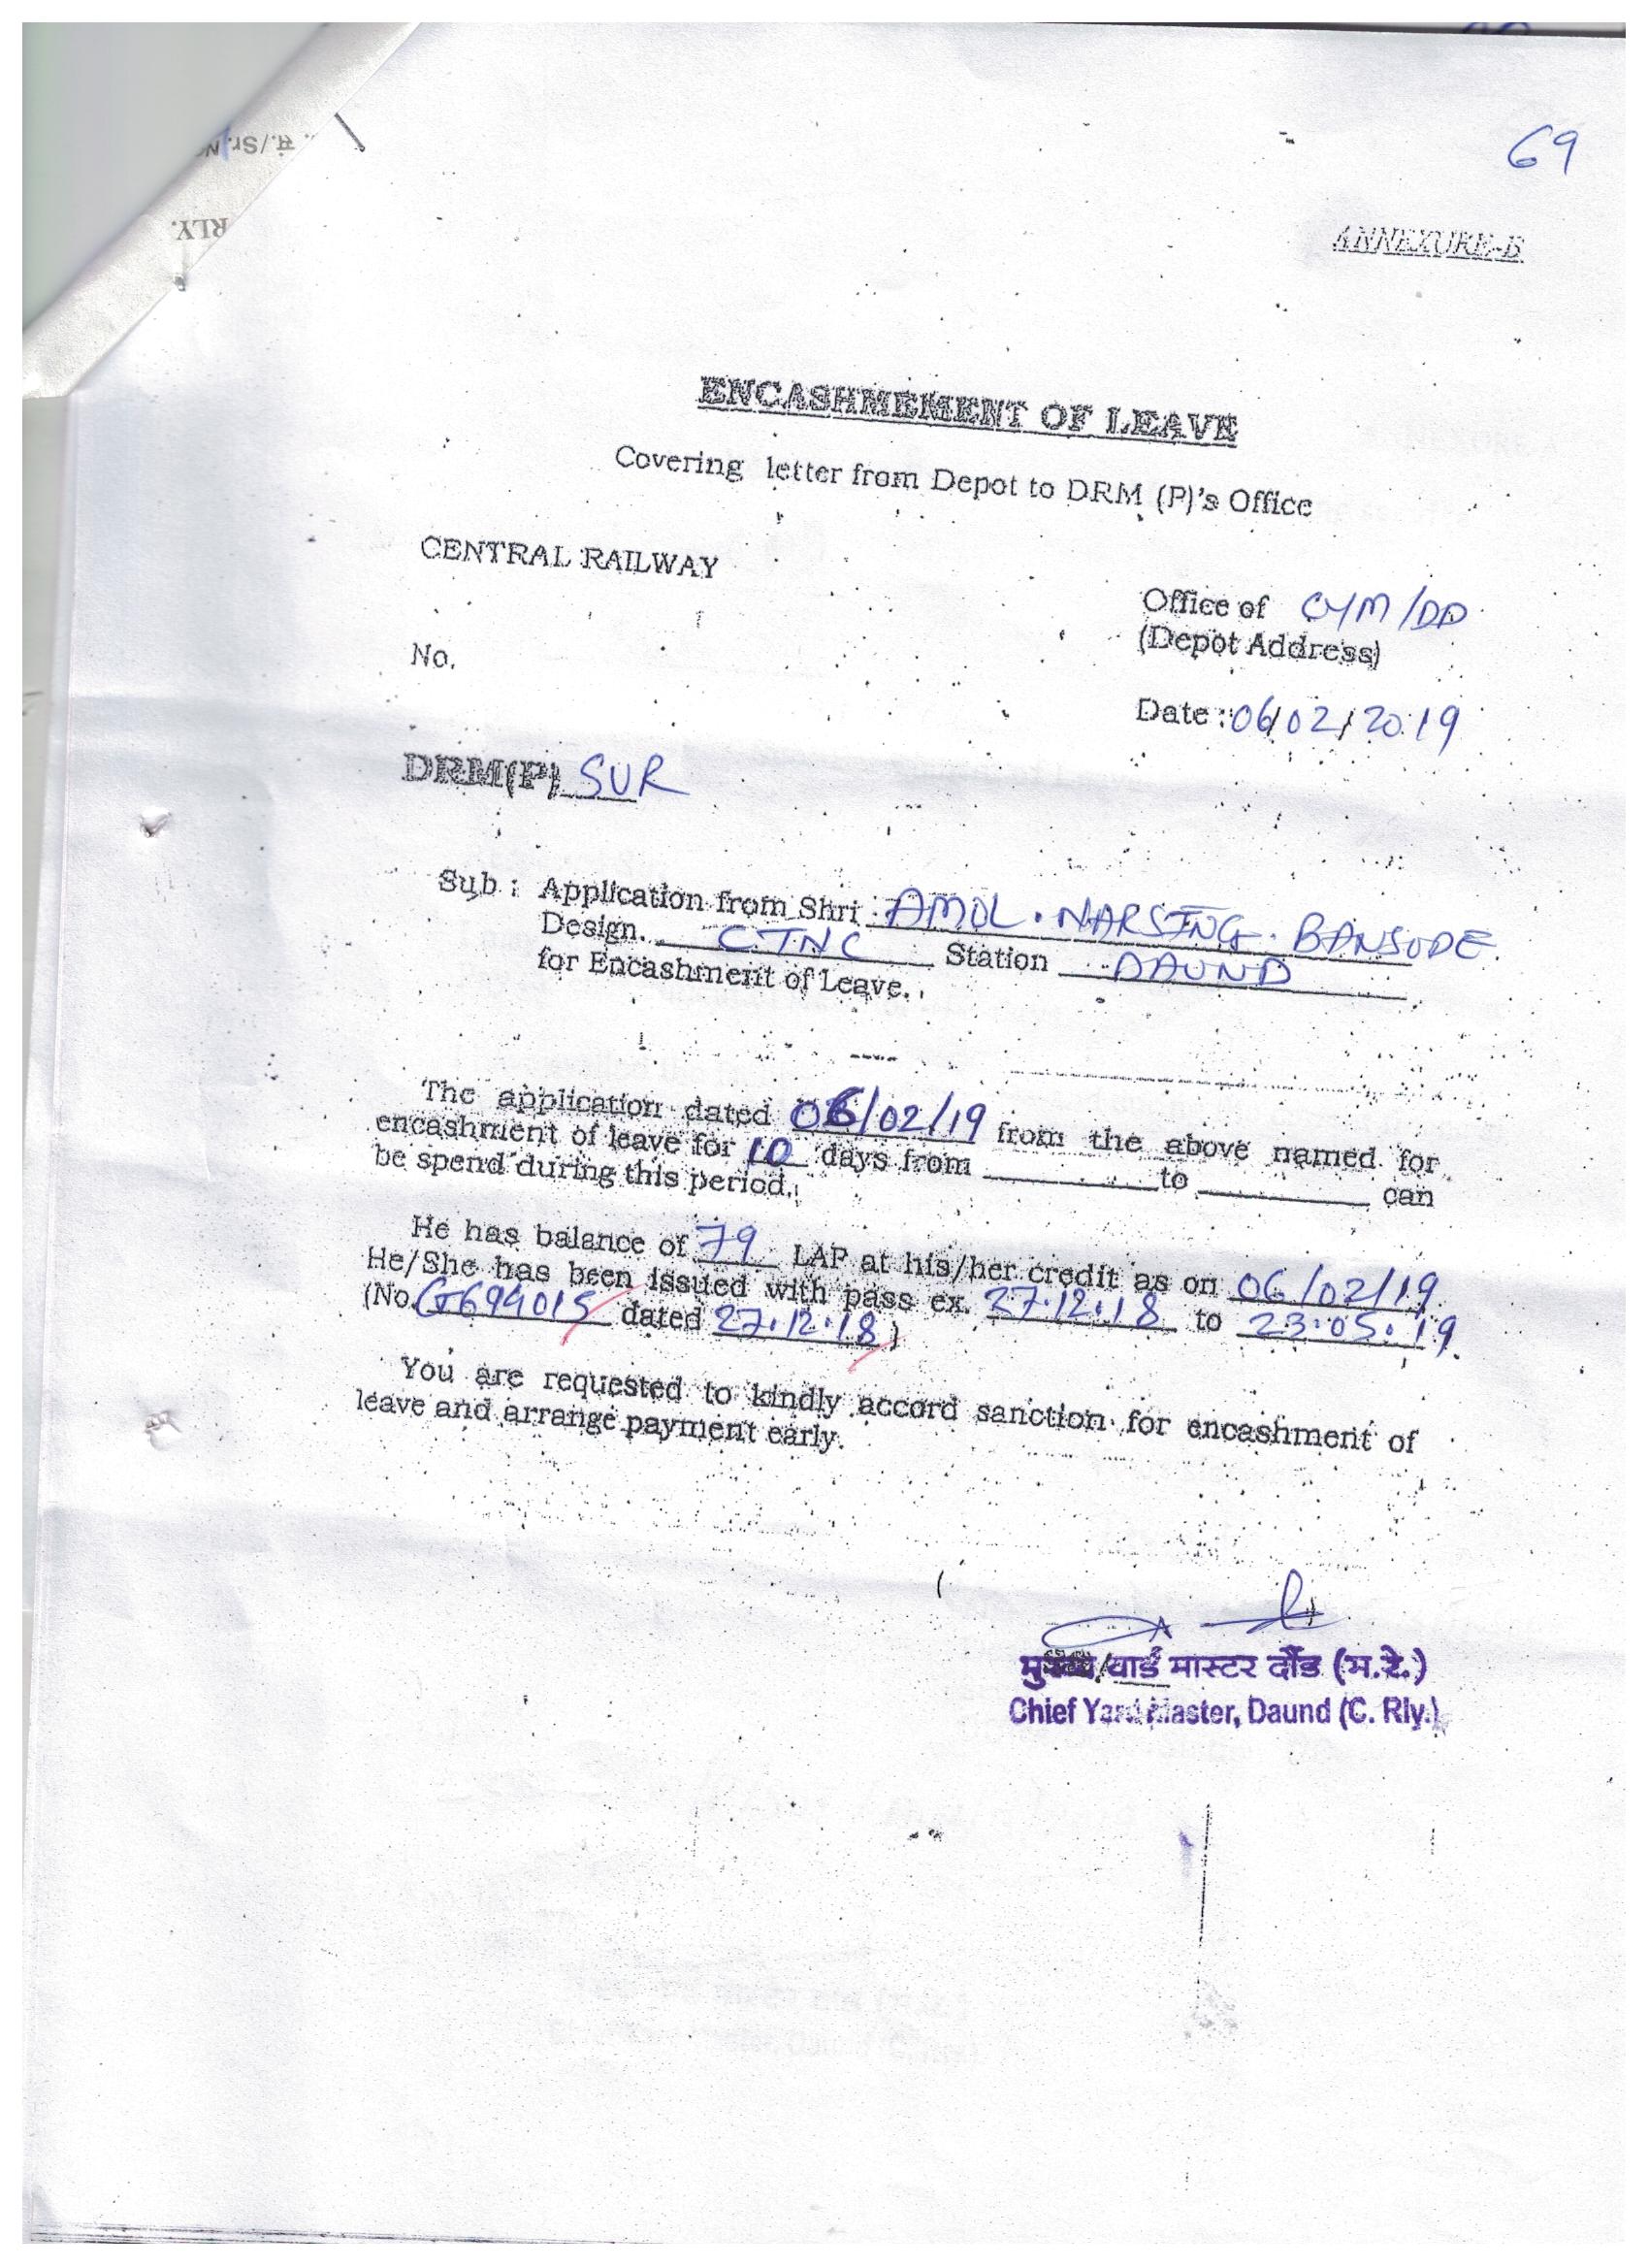 69
सं./Sr. No
RLY.
ANNEXURE-B
ENCASHMEMENT OF LEAVE
Covering letter from Depot to DRM (P)'s Office
CENTRAL RAILWAY
Office of CYM/DD
(Depot Address)
No.
Date : 06/02/2019
DRM(P) SUR
Sub : Application from Shri AMOL. NARSING. BANSODE.
Design. CTNC Station DAUND
for Encashment of Leave.
The application dated 06/02/19 from the above named for
encashment of leave for 10 days from ________ to ________ can
be spend during this period.
He has balance of 79 LAP at his/her credit as on 06/02/19
He/She has been issued with pass ex. 27.12.18 to 23.05.19.
(No. G694015 dated 27.12.18)
You are requested to kindly accord sanction for encashment of
leave and arrange payment early.
मुख्य यार्ड मास्टर दौंड (म.रे.)
Chief Yard Master, Daund (C. Rly.)